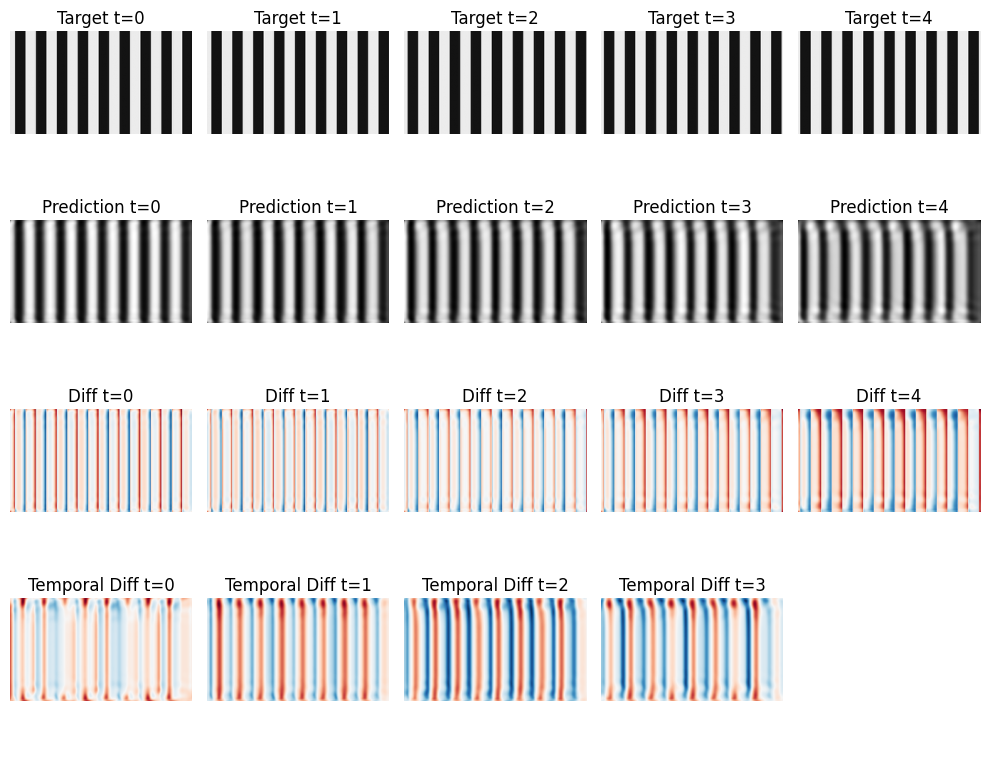 Target t=0 Target t=1 Target t=2 Target t=3 Target t=4
Prediction t=0 Prediction t=1 Prediction t=2 Prediction t=3 Prediction t=4
Diff t=0 Diff t=1 Diff t=2 Diff t=3 Diff t=4
Temporal Diff t=0 Temporal Diff t=1 Temporal Diff t=2 Temporal Diff t=3